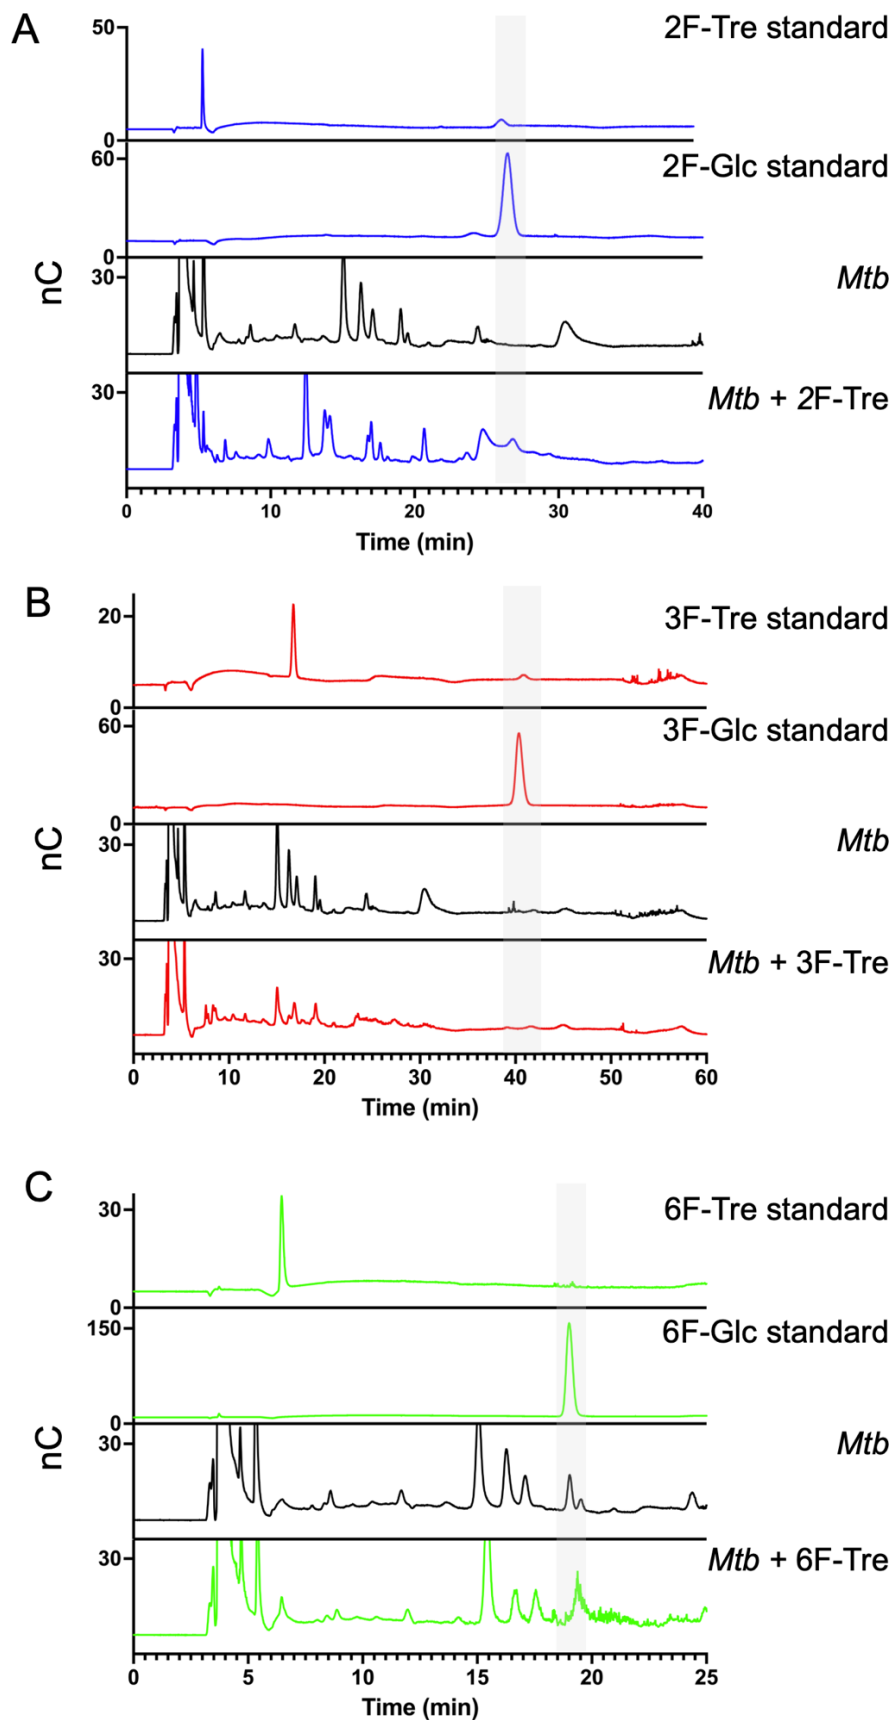 A
2F-Tre standard
50
0
2F-Glc standard
60
0
Mtb
30
Mtb + 2F-Tre
30
nC
0 10 20 30 40
Time (min)
B
3F-Tre standard
20
0
3F-Glc standard
60
0
Mtb
30
Mtb + 3F-Tre
30
nC
0 10 20 30 40 50 60
Time (min)
C
6F-Tre standard
30
0
6F-Glc standard
150
0
Mtb
30
Mtb + 6F-Tre
30
nC
0 5 10 15 20 25
Time (min)